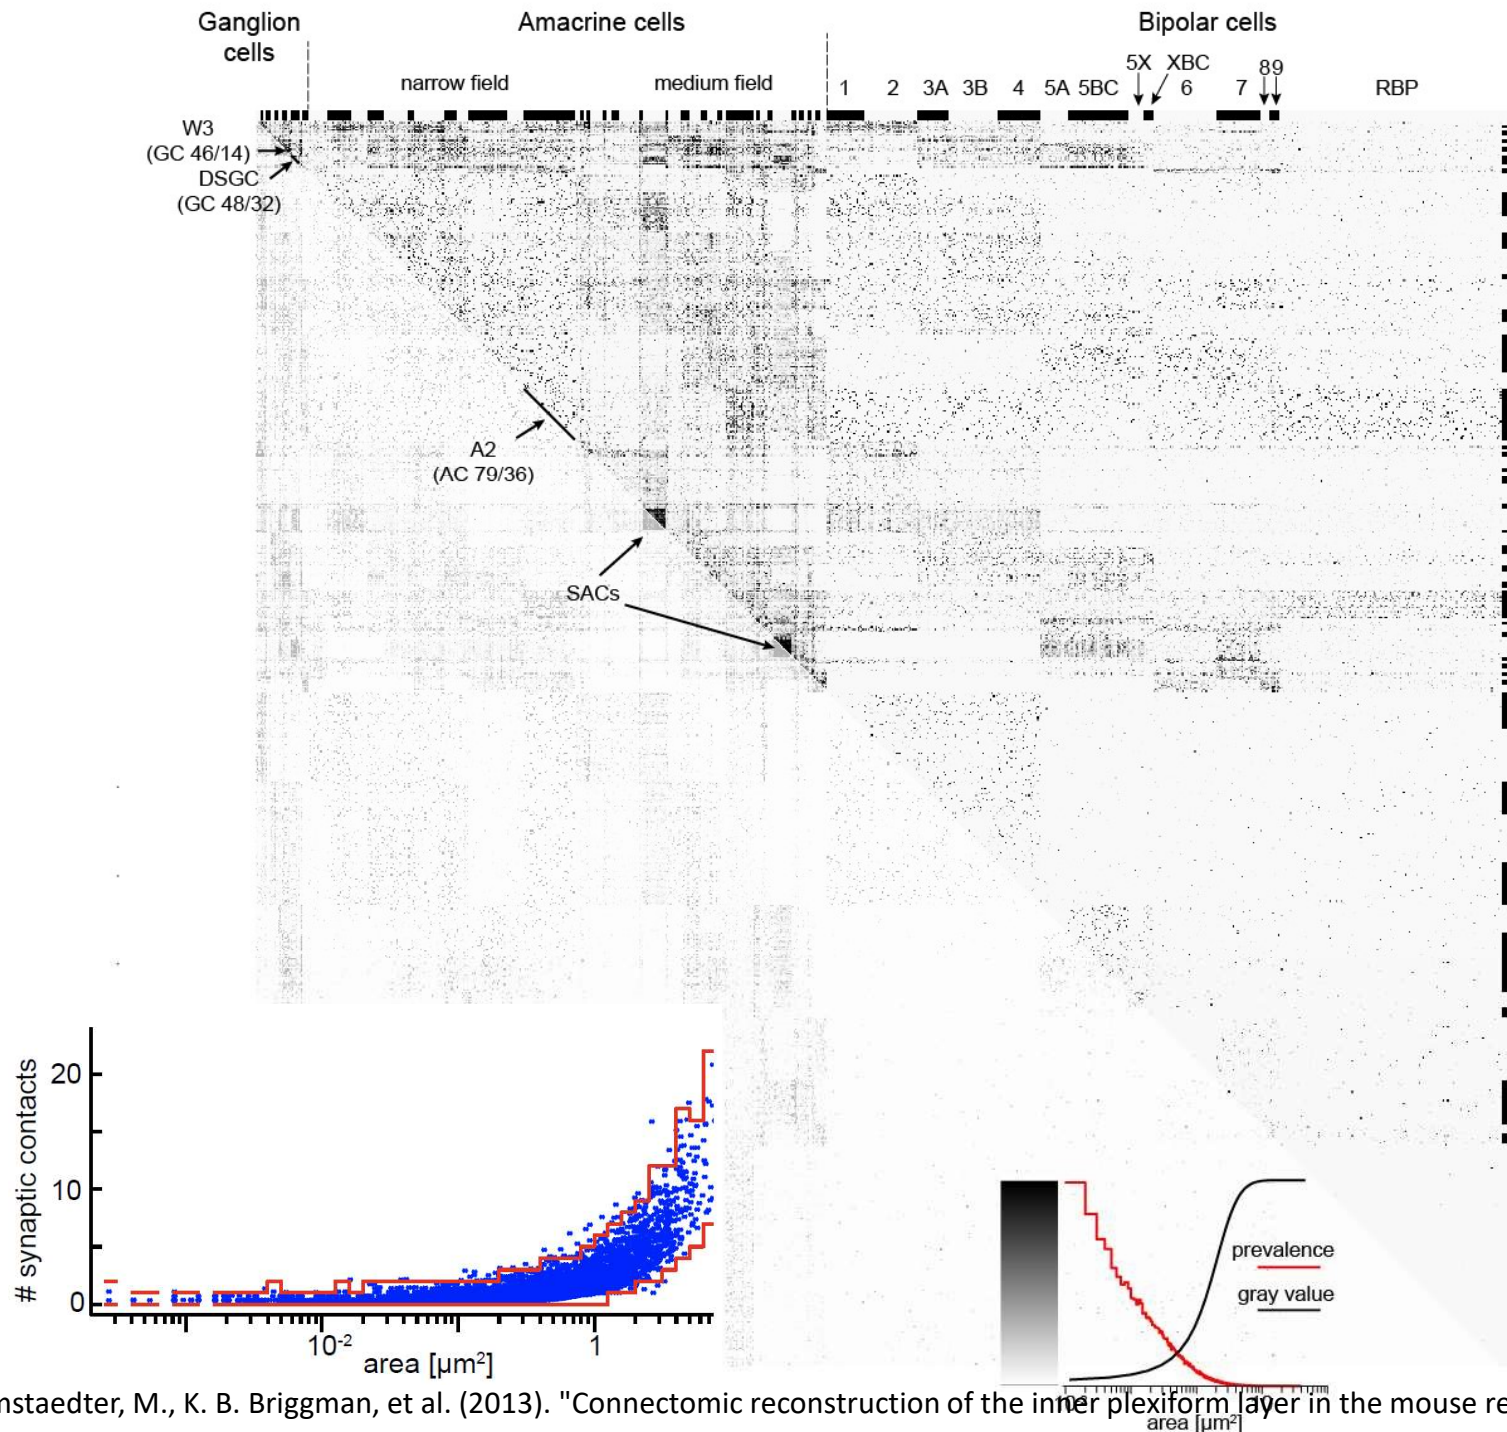 Ganglion
cells
Amacrine cells
Bipolar cells
narrow field
medium field
1 2 3A 3B 4 5A 5BC 5X XBC 6 7 8 9 RBP
W3
(GC 46/14)
DSGC
(GC 48/32)
A2
(AC 79/36)
SACs
# synaptic contacts
20
10
0
10-2
1
area [µm²]
prevalence
gray value
area [µm²]
mstaedter, M., K. B. Briggman, et al. (2013). "Connectomic reconstruction of the inner plexiform layer in the mouse re